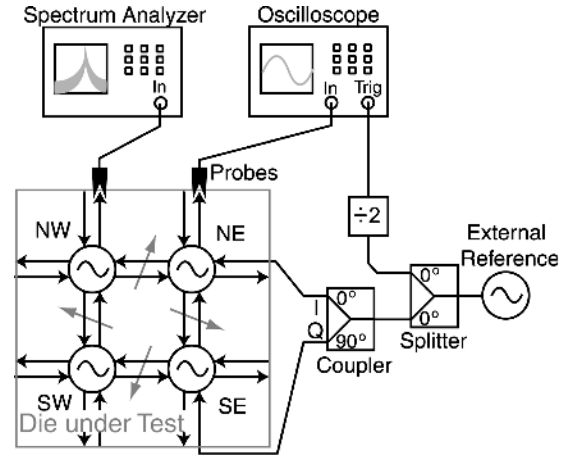 Spectrum Analyzer
Oscilloscope
In
In
Trig
Probes
÷2
NW
NE
External
Reference
I
0°
0°
Q
90°
0°
Splitter
Coupler
SW
SE
Die under Test